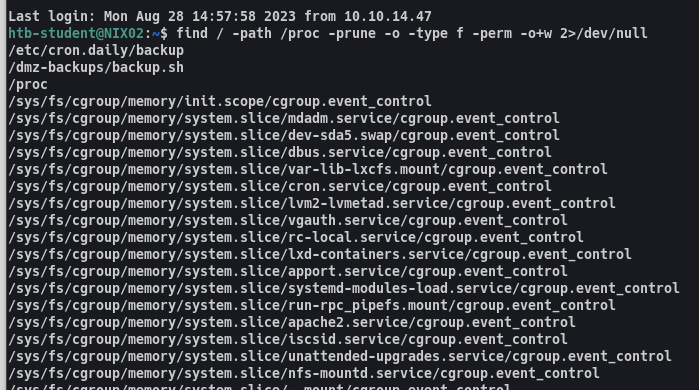 Last login: Mon Aug 28 14:57:58 2023 from 10.10.14.47
htb-student@NIX02:~$ find / -path /proc -prune -o -type f -perm -o+w 2>/dev/null
/etc/cron.daily/backup
/dmz-backups/backup.sh
/proc
/sys/fs/cgroup/memory/init.scope/cgroup.event_control
/sys/fs/cgroup/memory/system.slice/mdadm.service/cgroup.event_control
/sys/fs/cgroup/memory/system.slice/dev-sda5.swap/cgroup.event_control
/sys/fs/cgroup/memory/system.slice/dbus.service/cgroup.event_control
/sys/fs/cgroup/memory/system.slice/var-lib-lxcfs.mount/cgroup.event_control
/sys/fs/cgroup/memory/system.slice/cron.service/cgroup.event_control
/sys/fs/cgroup/memory/system.slice/lvm2-lvmetad.service/cgroup.event_control
/sys/fs/cgroup/memory/system.slice/vgauth.service/cgroup.event_control
/sys/fs/cgroup/memory/system.slice/rc-local.service/cgroup.event_control
/sys/fs/cgroup/memory/system.slice/lxd-containers.service/cgroup.event_control
/sys/fs/cgroup/memory/system.slice/apport.service/cgroup.event_control
/sys/fs/cgroup/memory/system.slice/systemd-modules-load.service/cgroup.event_control
/sys/fs/cgroup/memory/system.slice/run-rpc_pipefs.mount/cgroup.event_control
/sys/fs/cgroup/memory/system.slice/apache2.service/cgroup.event_control
/sys/fs/cgroup/memory/system.slice/iscsid.service/cgroup.event_control
/sys/fs/cgroup/memory/system.slice/unattended-upgrades.service/cgroup.event_control
/sys/fs/cgroup/memory/system.slice/nfs-mountd.service/cgroup.event_control
/sys/fs/cgroup/memory/system.slice/-.mount/cgroup.event_control